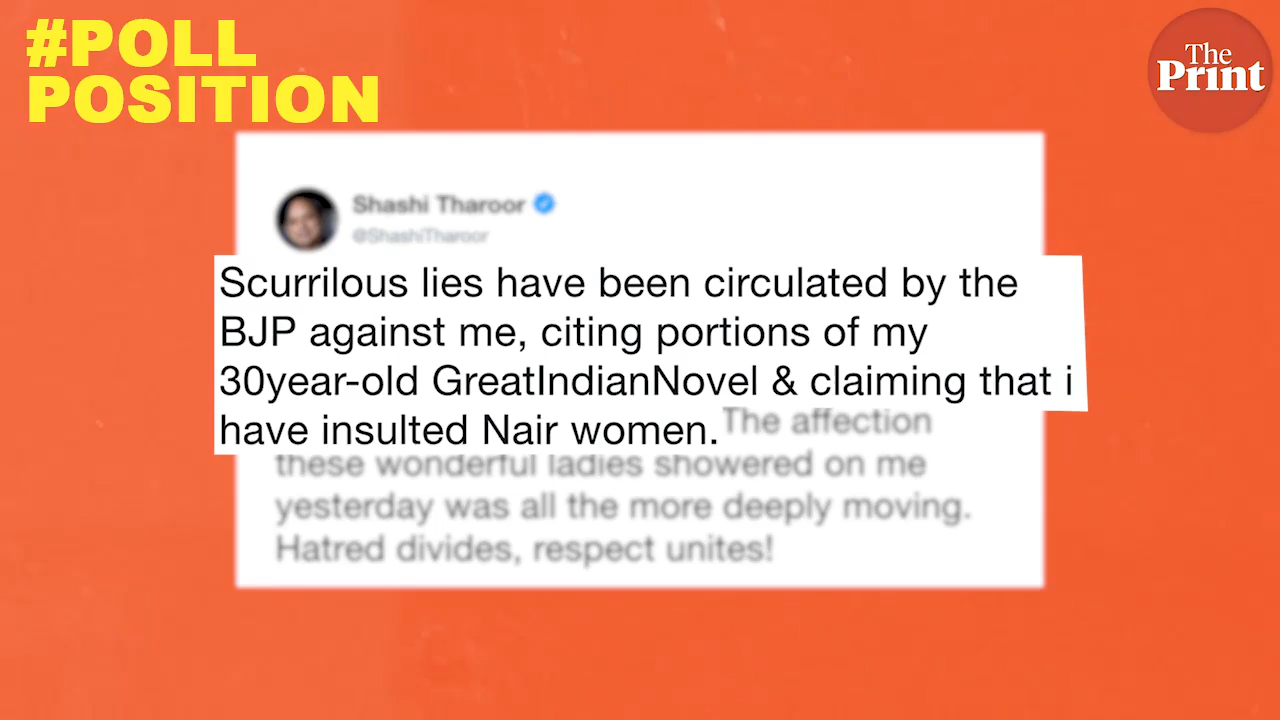 #POLL
POSITION
The
Print
Shashi Tharoor
@ShashiTharoor
Scurrilous lies have been circulated by the
BJP against me, citing portions of my
30year-old GreatIndianNovel & claiming that i
have insulted Nair women. The affection
these wonderful ladies showered on me
yesterday was all the more deeply moving.
Hatred divides, respect unites!